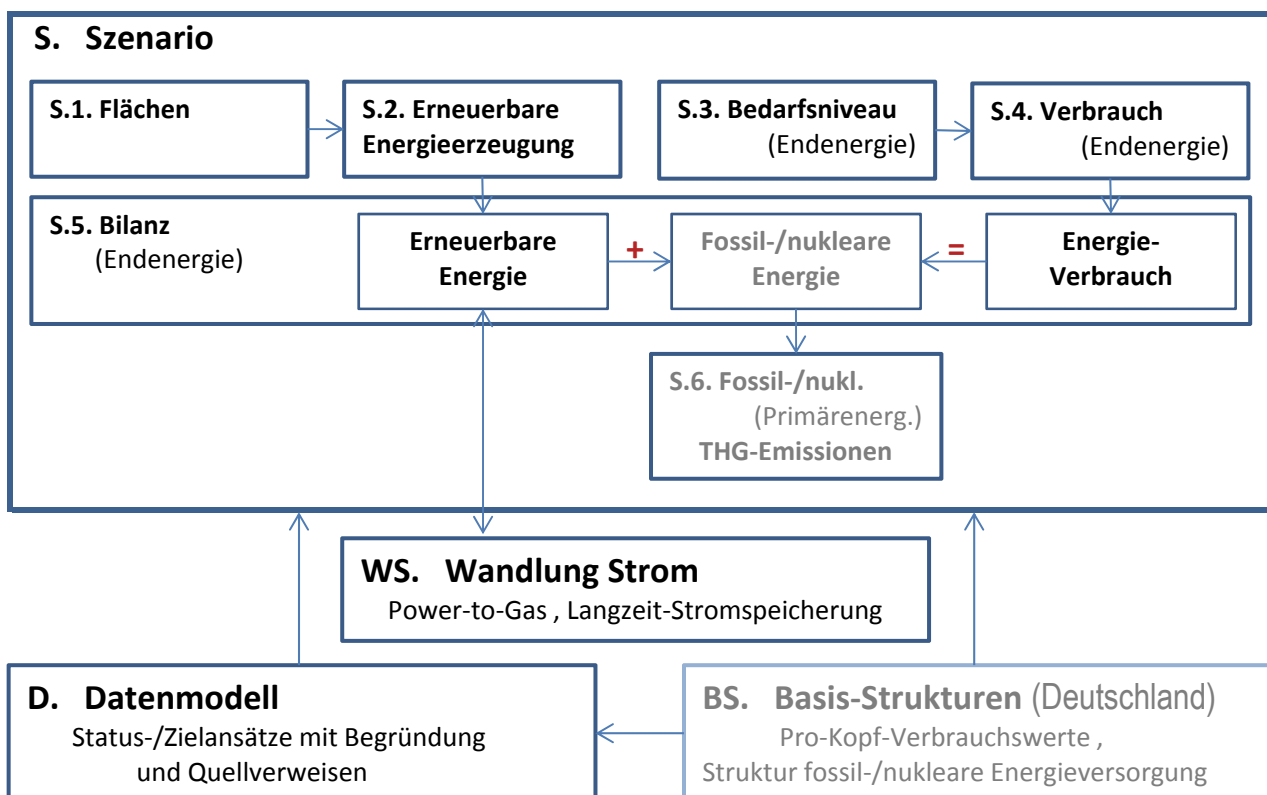 S. Szenario
S.1. Flächen
S.2. Erneuerbare
Energieerzeugung
S.3. Bedarfsniveau
(Endenergie)
S.4. Verbrauch
(Endenergie)
S.5. Bilanz
(Endenergie)
Erneuerbare
Energie
+
Fossil-/nukleare
Energie
=
Energie-
Verbrauch
S.6. Fossil-/nukl.
(Primärenerg.)
THG-Emissionen
WS. Wandlung Strom
Power-to-Gas , Langzeit-Stromspeicherung
D. Datenmodell
Status-/Zielansätze mit Begründung
und Quellverweisen
BS. Basis-Strukturen (Deutschland)
Pro-Kopf-Verbrauchswerte ,
Struktur fossil-/nukleare Energieversorgung